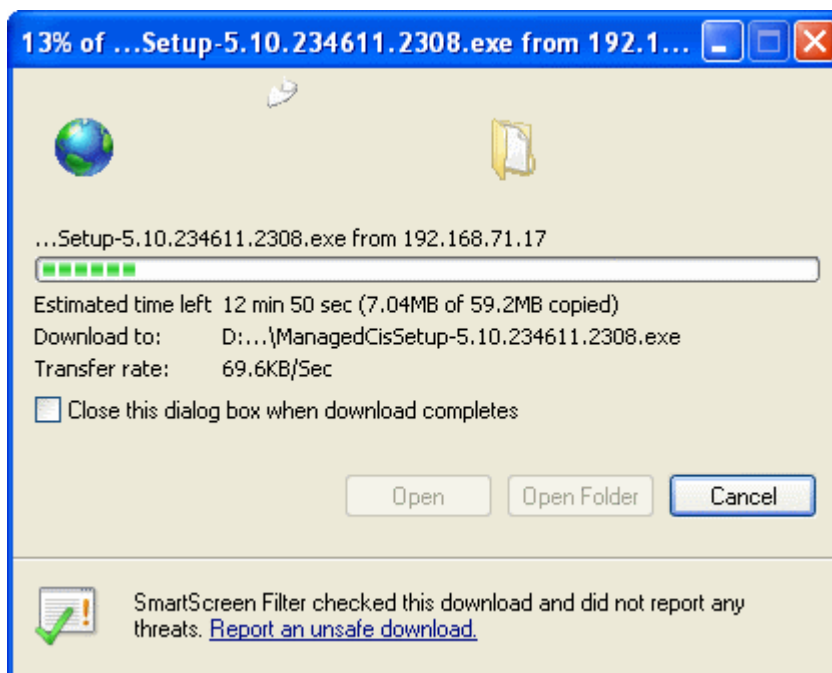 13% of ...Setup-5.10.234611.2308.exe from 192.1...
...Setup-5.10.234611.2308.exe from 192.168.71.17
Estimated time left 12 min 50 sec (7.04MB of 59.2MB copied)
Download to: D:...\ManagedCisSetup-5.10.234611.2308.exe
Transfer rate: 69.6KB/Sec
Close this dialog box when download completes
Open Open Folder Cancel
SmartScreen Filter checked this download and did not report any
threats. Report an unsafe download.